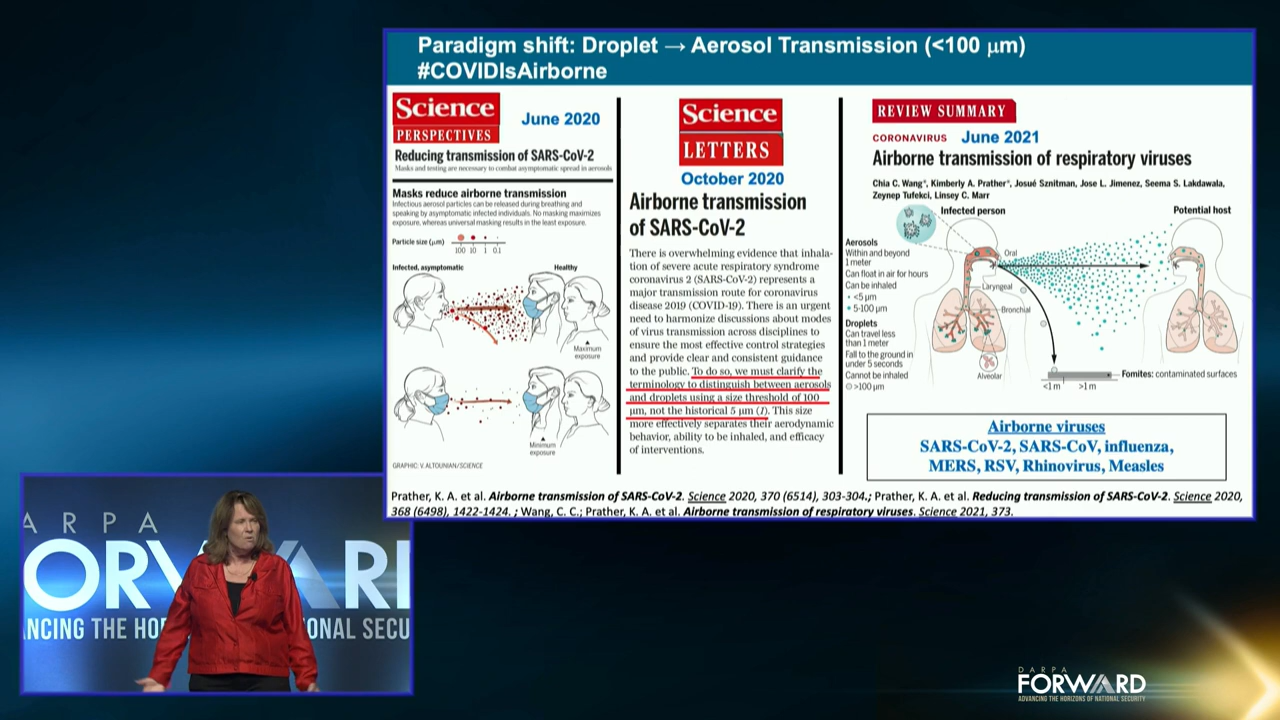 Paradigm shift: Droplet → Aerosol Transmission (<100 μm)
#COVIDIsAirborne
Science
PERSPECTIVES
June 2020
Reducing transmission of SARS-CoV-2
Masks and testing are necessary to combat asymptomatic spread in aerosols
Masks reduce airborne transmission
Infectious aerosol particles can be released during breathing and
speaking by asymptomatic infected individuals. No masking maximizes
exposure, whereas universal masking results in the least exposure.
Particle size (μm)
100 10 1 0.1
Infected, asymptomatic
Healthy
Maximum
exposure
Minimum
exposure
GRAPHIC: V. ALTOUNIAN/SCIENCE
Science
LETTERS
October 2020
Airborne transmission
of SARS-CoV-2
There is overwhelming evidence that inhala-
tion of severe acute respiratory syndrome
coronavirus 2 (SARS-CoV-2) represents a
major transmission route for coronavirus
disease 2019 (COVID-19). There is an urgent
need to harmonize discussions about modes
of virus transmission across disciplines to
ensure the most effective control strategies
and provide clear and consistent guidance
to the public. To do so, we must clarify the
terminology to distinguish between aerosols
and droplets using a size threshold of 100
μm, not the historical 5 μm (1). This size
more effectively separates their aerodynamic
behavior, ability to be inhaled, and efficacy
of interventions.
REVIEW SUMMARY
CORONAVIRUS June 2021
Airborne transmission of respiratory viruses
Chia C. Wang*, Kimberly A. Prather*, Josué Sznitman, Jose L. Jimenez, Seema S. Lakdawala,
Zeynep Tufekci, Linsey C. Marr
Infected person
Potential host
Aerosols
Within and beyond
1 meter
Can float in air for hours
Can be inhaled
• <5 μm
• 5-100 μm
Droplets
Can travel less
than 1 meter
Fall to the ground in
under 5 seconds
Cannot be inhaled
>100 μm
Oral
Laryngeal
Bronchial
Alveolar
<1 m
>1 m
Fomites: contaminated surfaces
Airborne viruses
SARS-CoV-2, SARS-CoV, influenza,
MERS, RSV, Rhinovirus, Measles
Prather, K. A. et al. Airborne transmission of SARS-CoV-2. Science 2020, 370 (6514), 303-304.; Prather, K. A. et al. Reducing transmission of SARS-CoV-2. Science 2020,
368 (6498), 1422-1424. ; Wang, C. C.; Prather, K. A. et al. Airborne transmission of respiratory viruses. Science 2021, 373.
ARPA
ORWARD
NCING THE HOR
ONAL SECU
DARPA
FORWARD
ADVANCING THE HORIZONS OF NATIONAL SECURITY